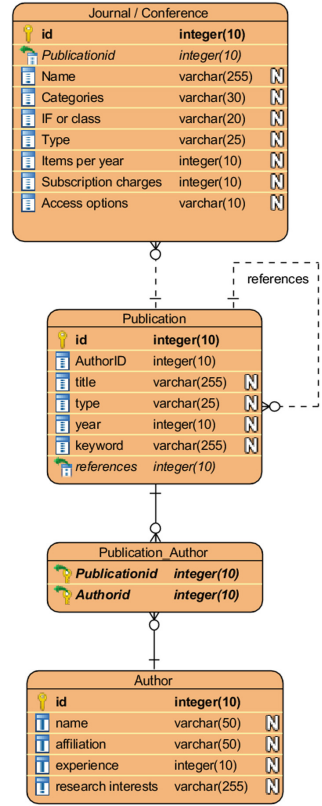 Journal / Conference
id integer(10)
Publicationid integer(10)
Name varchar(255) N
Categories varchar(30) N
IF or class varchar(20) N
Type varchar(25) N
Items per year integer(10) N
Subscription charges integer(10) N
Access options varchar(10) N
references
Publication
id integer(10)
AuthorID integer(10)
title varchar(255) N
type varchar(25) N
year integer(10) N
keyword varchar(255) N
references integer(10)
Publication_Author
Publicationid integer(10)
Authorid integer(10)
Author
id integer(10)
name varchar(50) N
affiliation varchar(50) N
experience integer(10) N
research interests varchar(255) N